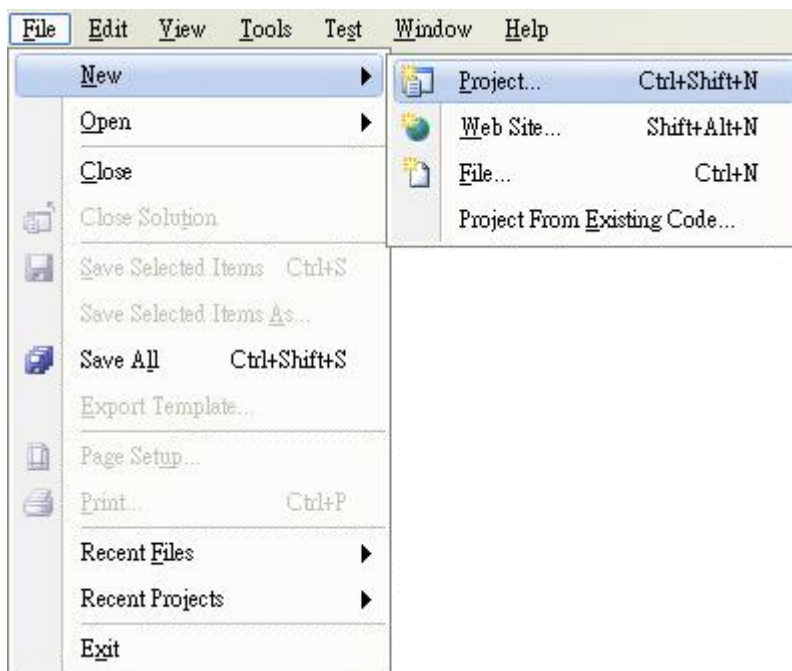 File Edit View Tools Test Window Help
New
Project... Ctrl+Shift+N
Open
Web Site... Shift+Alt+N
Close
File... Ctrl+N
Close Solution
Project From Existing Code...
Save Selected Items Ctrl+S
Save Selected Items As...
Save All Ctrl+Shift+S
Export Template...
Page Setup...
Print... Ctrl+P
Recent Files
Recent Projects
Exit